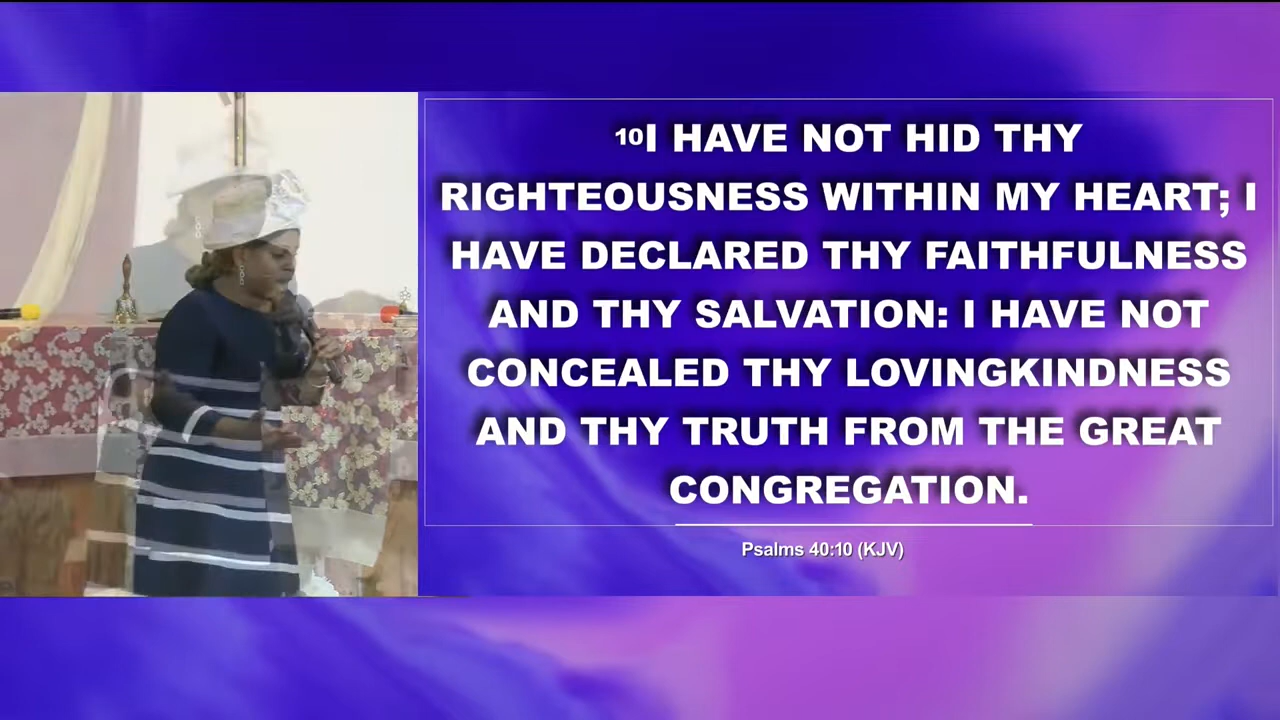 10I HAVE NOT HID THY
RIGHTEOUSNESS WITHIN MY HEART; I
HAVE DECLARED THY FAITHFULNESS
AND THY SALVATION: I HAVE NOT
CONCEALED THY LOVINGKINDNESS
AND THY TRUTH FROM THE GREAT
CONGREGATION.
Psalms 40:10 (KJV)